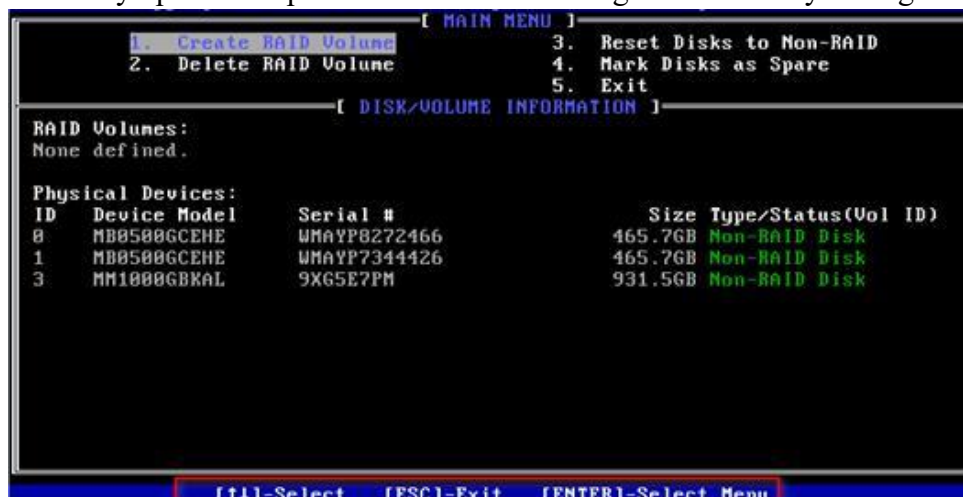 [ MAIN MENU ]
1. Create RAID Volume 3. Reset Disks to Non-RAID
2. Delete RAID Volume 4. Mark Disks as Spare
5. Exit
[ DISK/VOLUME INFORMATION ]
RAID Volumes:
None defined.
Physical Devices:
ID Device Model Serial # Size Type/Status(Vol ID)
0 MB0500GCEHE WMAYP8272466 465.7GB Non-RAID Disk
1 MB0500GCEHE WMAYP7344426 465.7GB Non-RAID Disk
3 MM1000GBKAL 9XG5E7PM 931.5GB Non-RAID Disk
[↑↓]-Select [ESC]-Exit [ENTER]-Select Menu